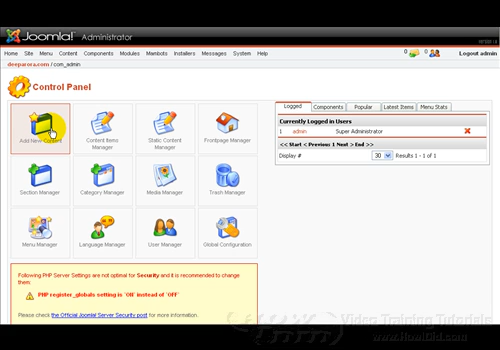 Joomla! Administrator
Home Site Menu Content Components Modules Mambots Installers Messages System Help 0 2 Logout admin
deeparora.com / com_admin
Control Panel
Add New Content
Content Items Manager
Static Content Manager
Frontpage Manager
Section Manager
Category Manager
Media Manager
Trash Manager
Menu Manager
Language Manager
User Manager
Global Configuration
Logged Components Popular Latest Items Menu Stats
Currently Logged in Users
1 admin Super Administrator
<< Start < Previous 1 Next > End >>
Display # 30 Results 1 - 1 of 1
Following PHP Server Settings are not optimal for Security and it is recommended to change
them:
PHP register_globals setting is `ON` instead of `OFF`
Please check the Official Joomla! Server Security post for more information.
Video Training Tutorials